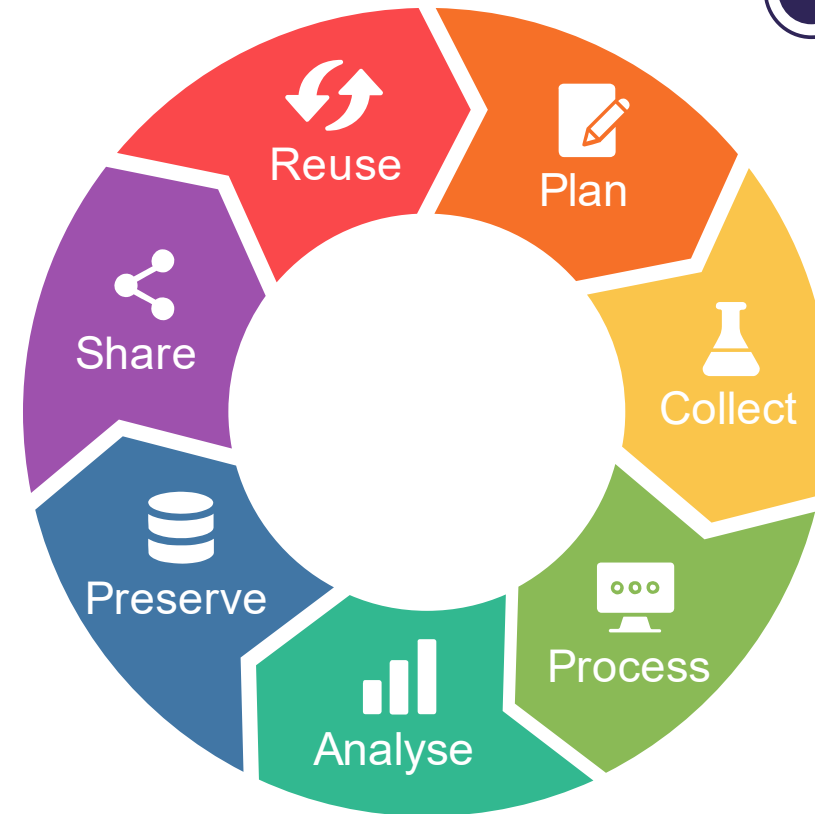 Reuse
Plan
Share
Collect
Preserve
Process
Analyse